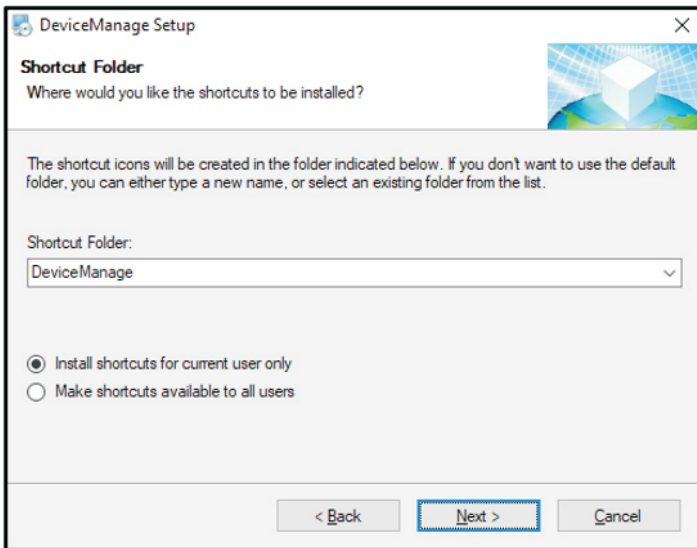 DeviceManage Setup
Shortcut Folder
Where would you like the shortcuts to be installed?
The shortcut icons will be created in the folder indicated below. If you don't want to use the default
folder, you can either type a new name, or select an existing folder from the list.
Shortcut Folder:
DeviceManage
Install shortcuts for current user only
Make shortcuts available to all users
< Back
Next >
Cancel